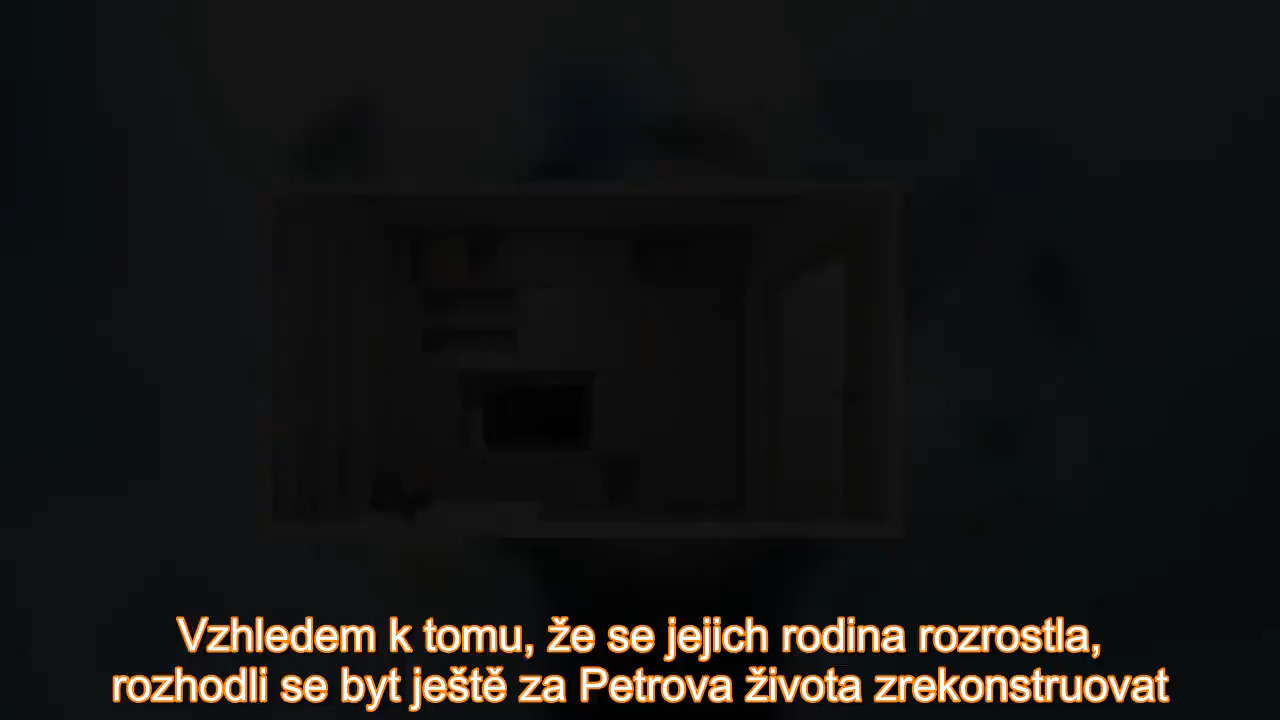 Vzhledem k tomu, že se jejich rodina rozrostla,
rozhodli se byt ještě za Petrova života zrekonstruovat